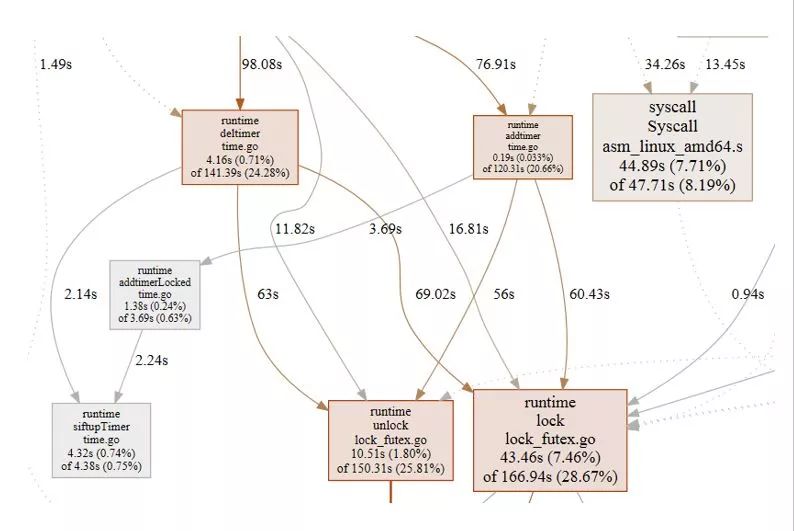 1.49s
98.08s
76.91s
34.26s
13.45s
runtime
deltimer
time.go
4.16s (0.71%)
of 141.39s (24.28%)
runtime
addtimer
time.go
0.19s (0.033%)
of 120.31s (20.66%)
syscall
Syscall
asm_linux_amd64.s
44.89s (7.71%)
of 47.71s (8.19%)
11.82s
3.69s
16.81s
runtime
addtimerLocked
time.go
1.38s (0.24%)
of 3.69s (0.63%)
2.14s
63s
69.02s
56s
60.43s
0.94s
2.24s
runtime
siftupTimer
time.go
4.32s (0.74%)
of 4.38s (0.75%)
runtime
unlock
lock_futex.go
10.51s (1.80%)
of 150.31s (25.81%)
runtime
lock
lock_futex.go
43.46s (7.46%)
of 166.94s (28.67%)